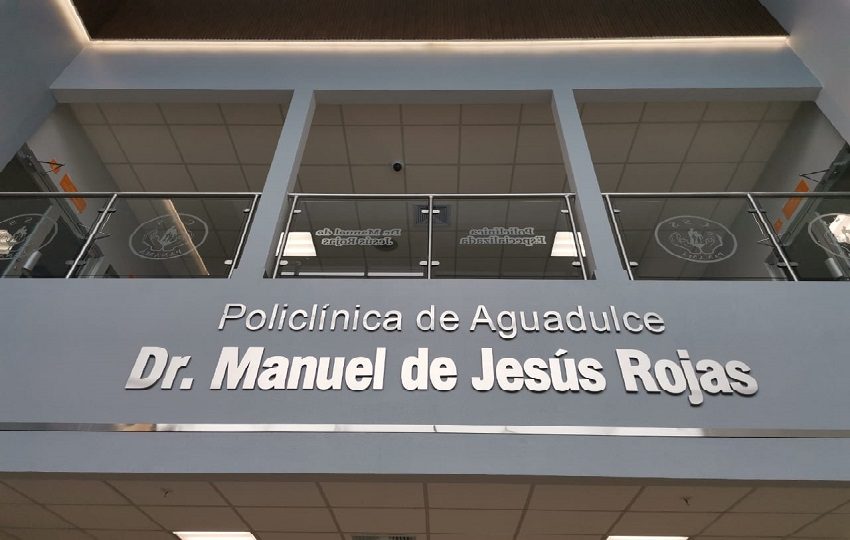 Dr. Manuel de
Jesús Rojas
Policlínica
Especializada
Policlínica de Aguadulce
Dr. Manuel de Jesús Rojas